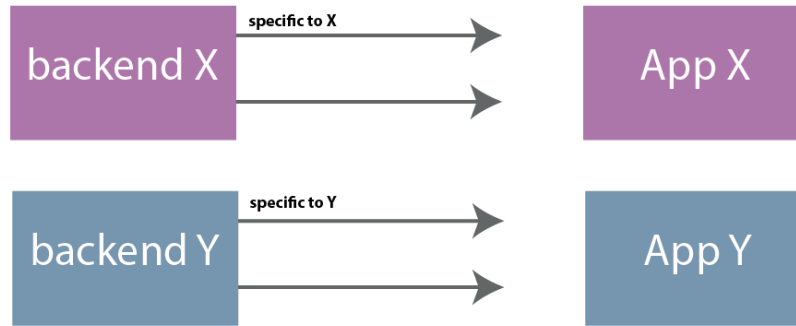 specific to X
backend X
App X
specific to Y
backend Y
App Y